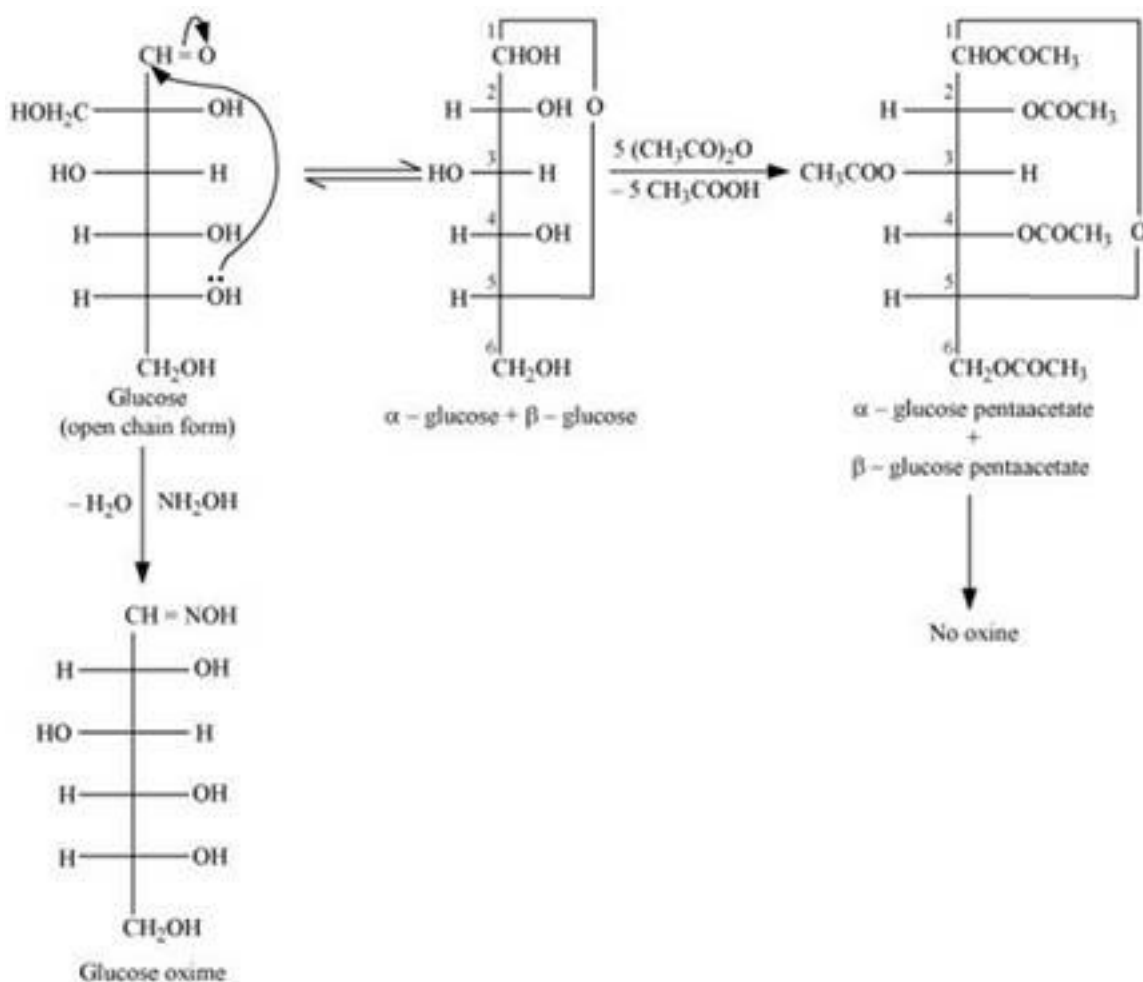 CH = O
HOH₂C OH
HO H
H OH
H OH
CH₂OH
Glucose
(open chain form)
1
CHOH
2
H OH O
3
HO H
4
H OH
5
H
6
CH₂OH
α – glucose + β – glucose
5 (CH₃CO)₂O
– 5 CH₃COOH
1
CHOCOCH₃
2
H OCOCH₃
3
CH₃COO H
4
H OCOCH₃ O
5
H
6
CH₂OCOCH₃
α – glucose pentaacetate
+
β – glucose pentaacetate
No oxine
– H₂O NH₂OH
CH = NOH
H OH
HO H
H OH
H OH
CH₂OH
Glucose oxime